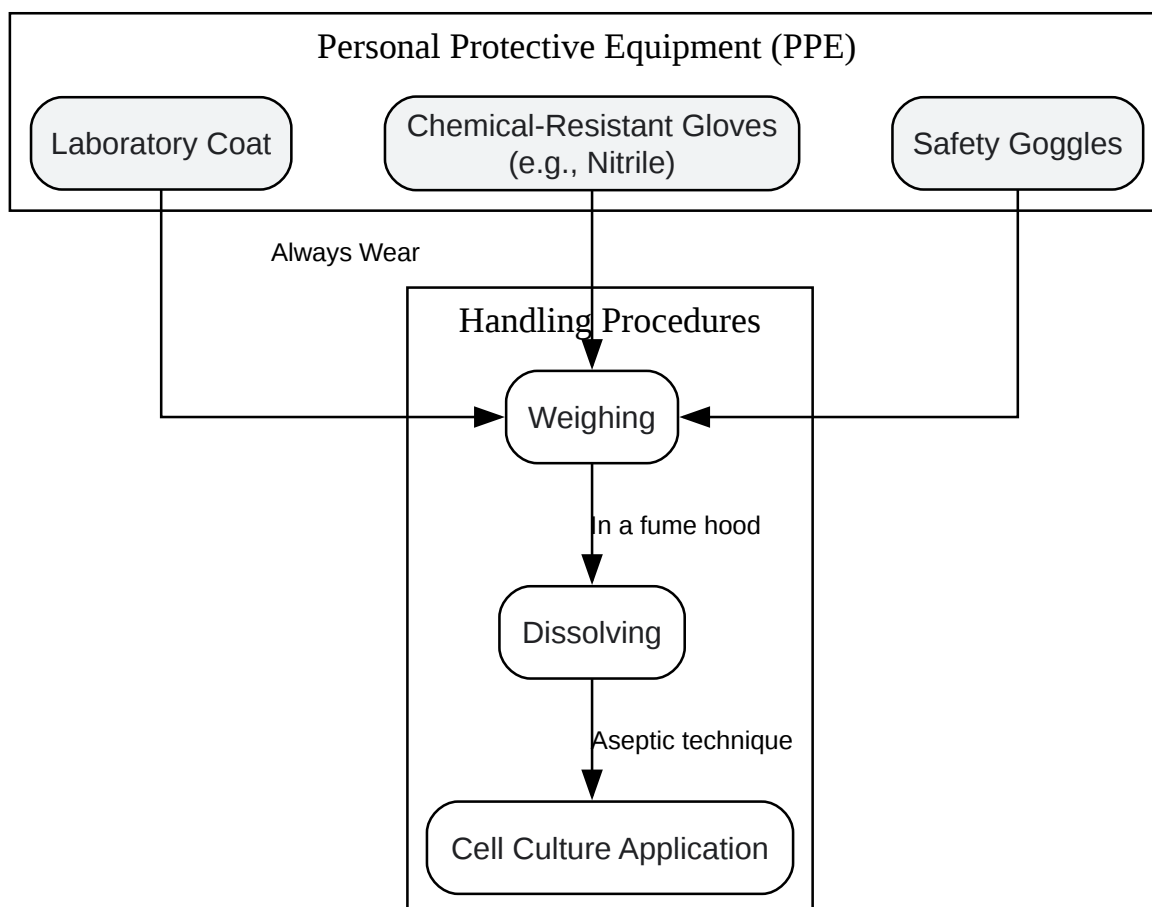 Personal Protective Equipment (PPE)
Laboratory Coat
Chemical-Resistant Gloves
(e.g., Nitrile)
Safety Goggles
Always Wear
Handling Procedures
Weighing
In a fume hood
Dissolving
Aseptic technique
Cell Culture Application